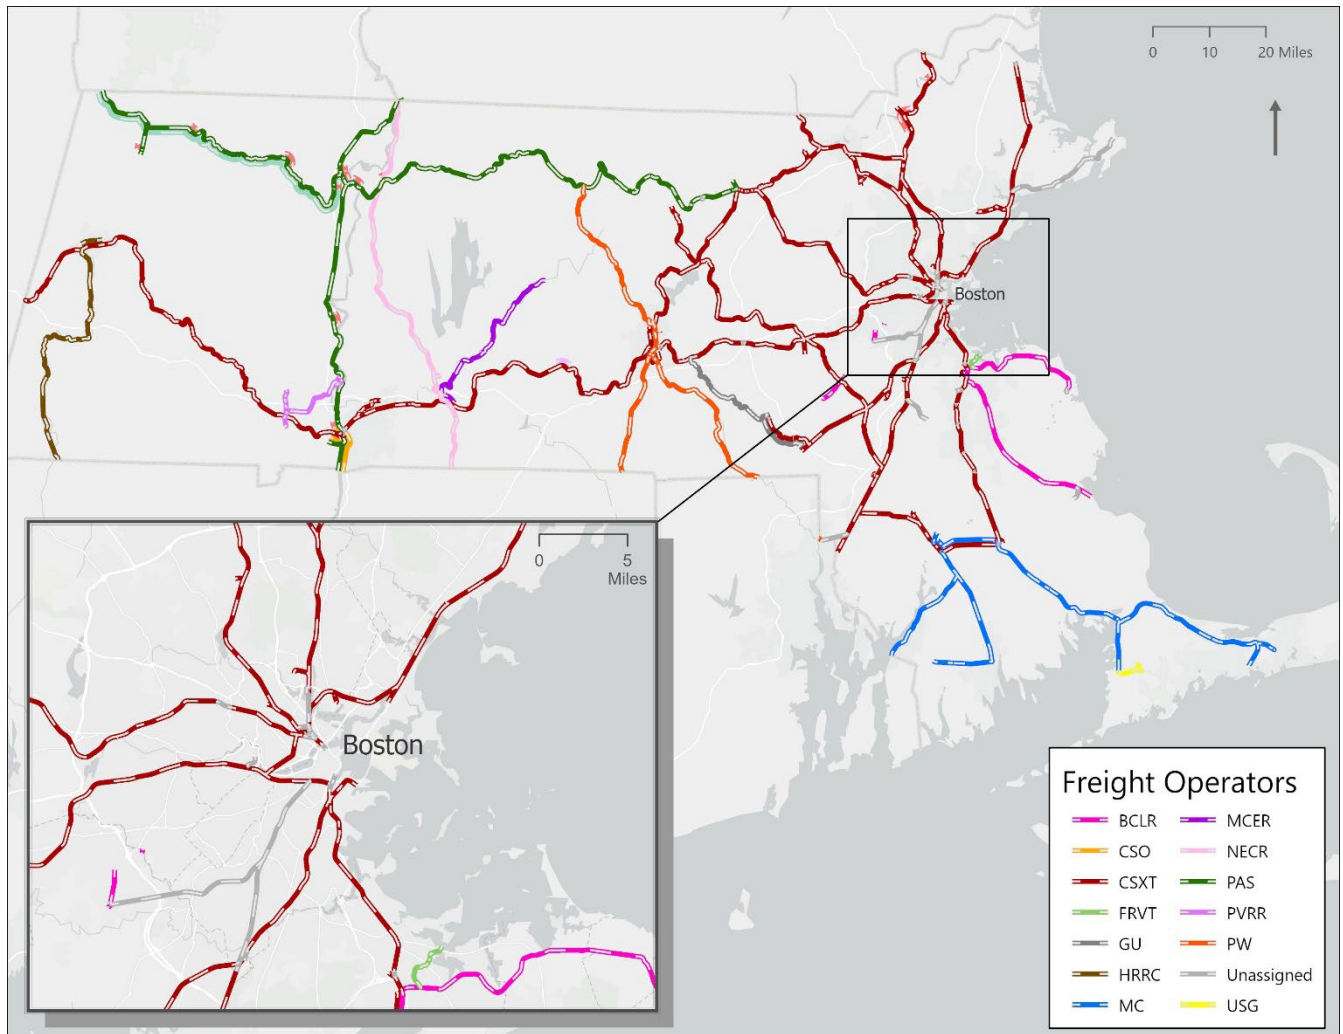 0 10 20 Miles
Boston
0 5
Miles
Boston
Freight Operators
BCLR MCER
CSO NECR
CSXT PAS
FRVT PVRR
GU PW
HRRC Unassigned
MC USG